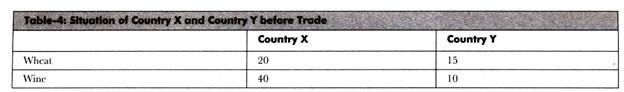 Table-4: Situation of Country X and Country Y before Trade
Country X Country Y
Wheat 20 15
Wine 40 10